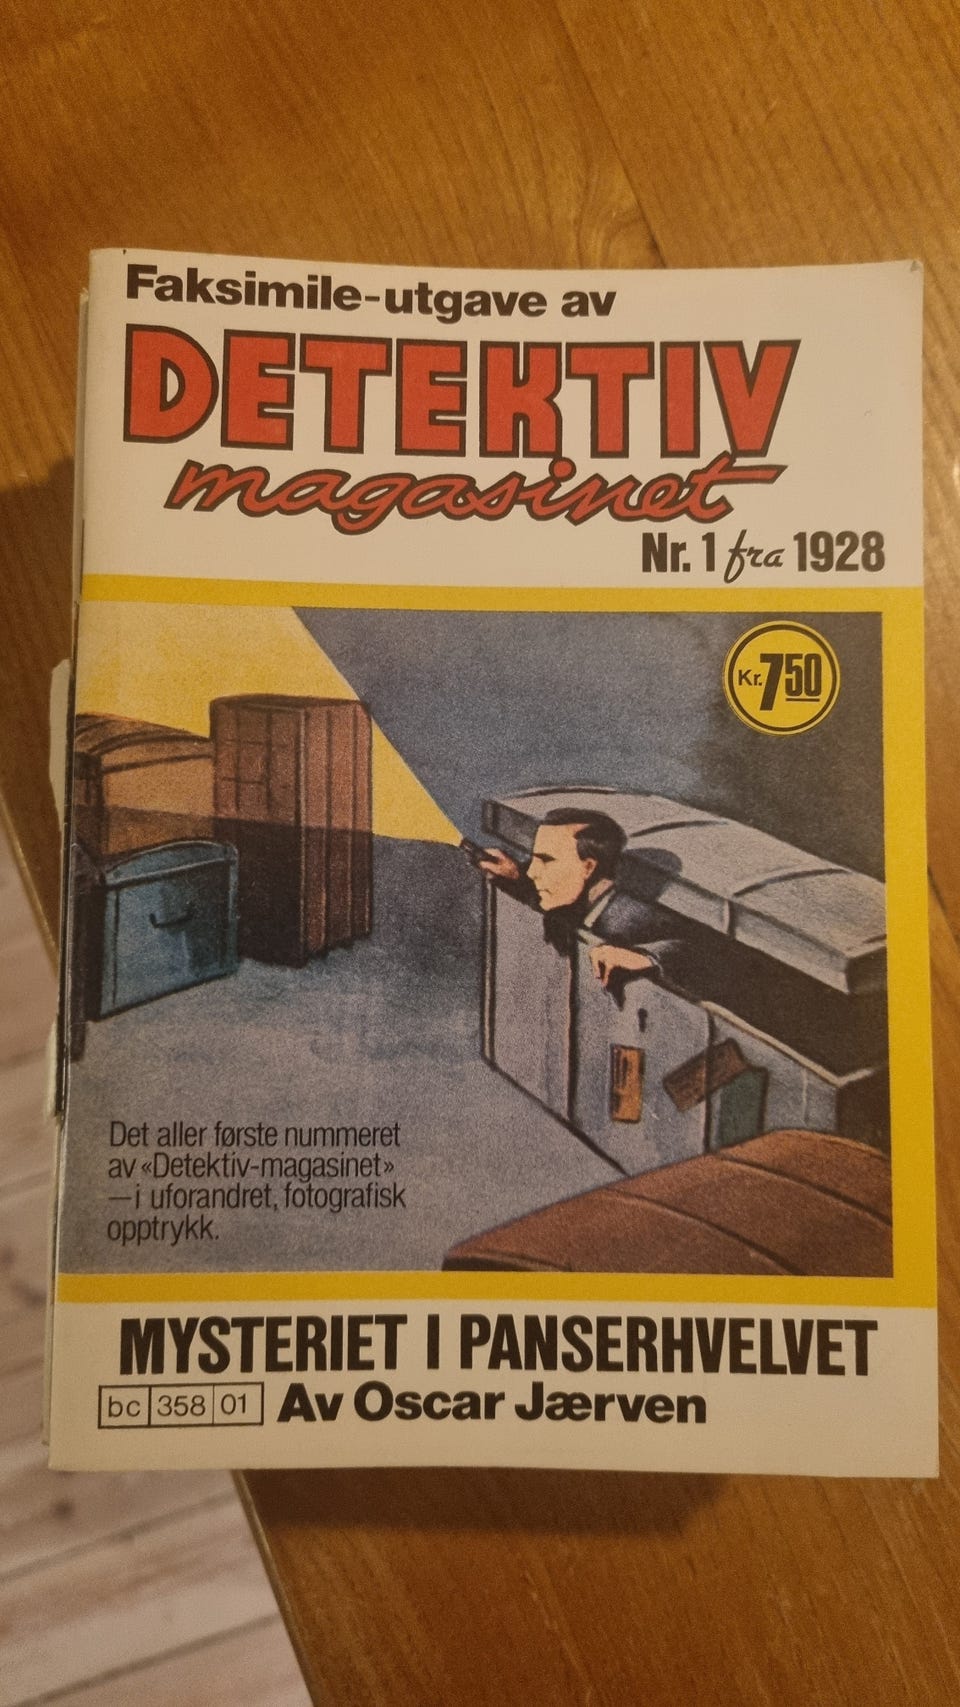 Faksimile-utgave av
DETEKTIV
magasinet
Nr. 1 fra 1928
Kr. 7 50
Det aller første nummeret
av «Detektiv-magasinet»
—i uforandret, fotografisk
opptrykk.
MYSTERIET I PANSERHVELVET
bc 358 01 Av Oscar Jærven